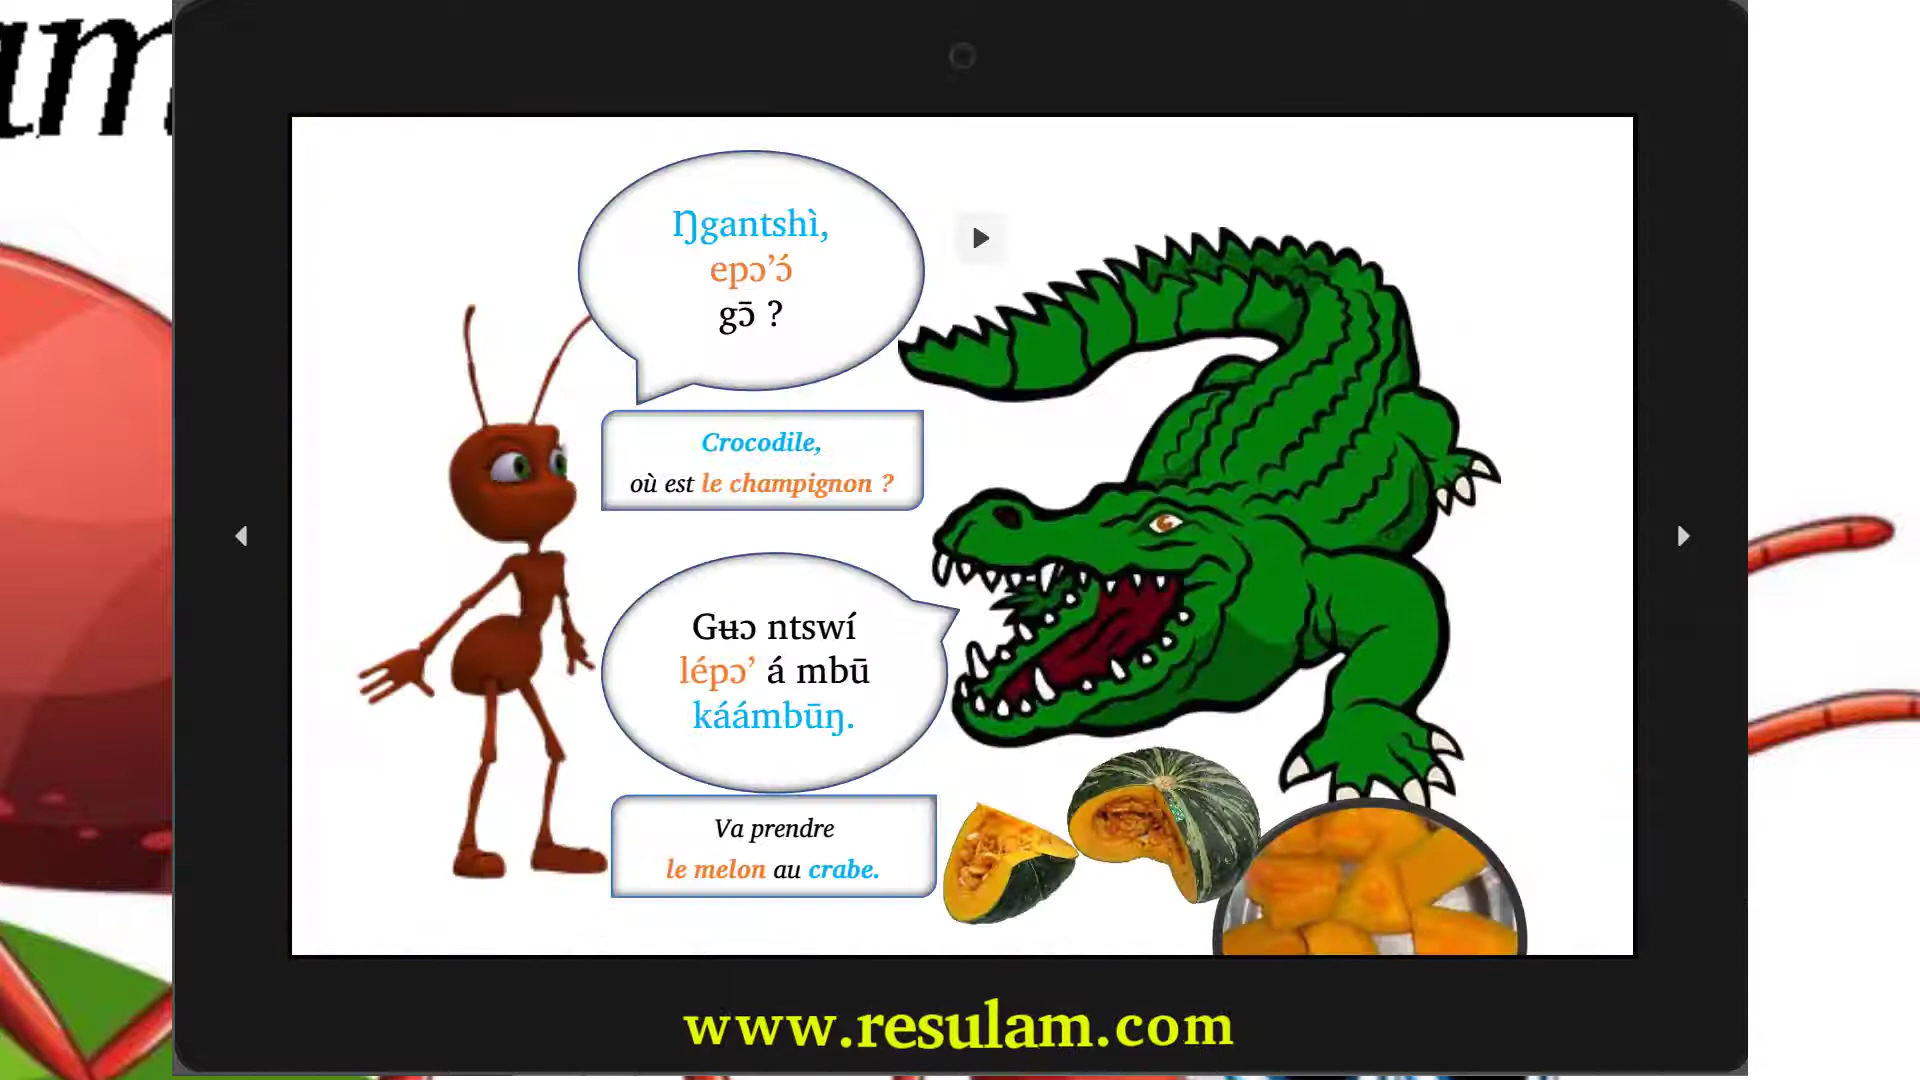 am
Ŋgantshì,
epɔ’ɔ́
gɔ̄ ?
Crocodile,
où est le champignon ?
Gʉɔ ntswí
lépɔ’ á mbū
káámbūŋ.
Va prendre
le melon au crabe.
www.resulam.com